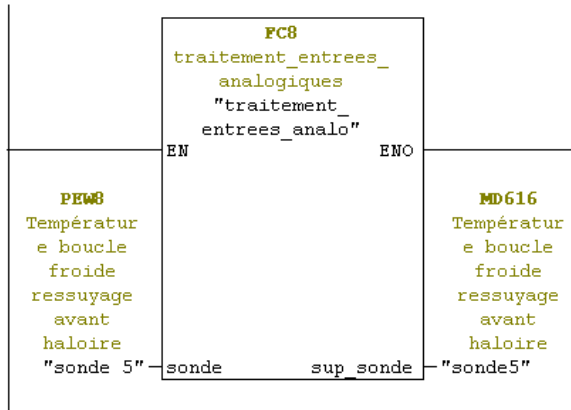 FC8
traitement_entrees_
analogiques
"traitement_
entrees_analo"
EN
ENO
PEW8
Températur
e boucle
froide
ressuyage
avant
haloire
"sonde 5"
sonde
MD616
Températur
e boucle
froide
ressuyage
avant
haloire
sup_sonde
"sonde5"